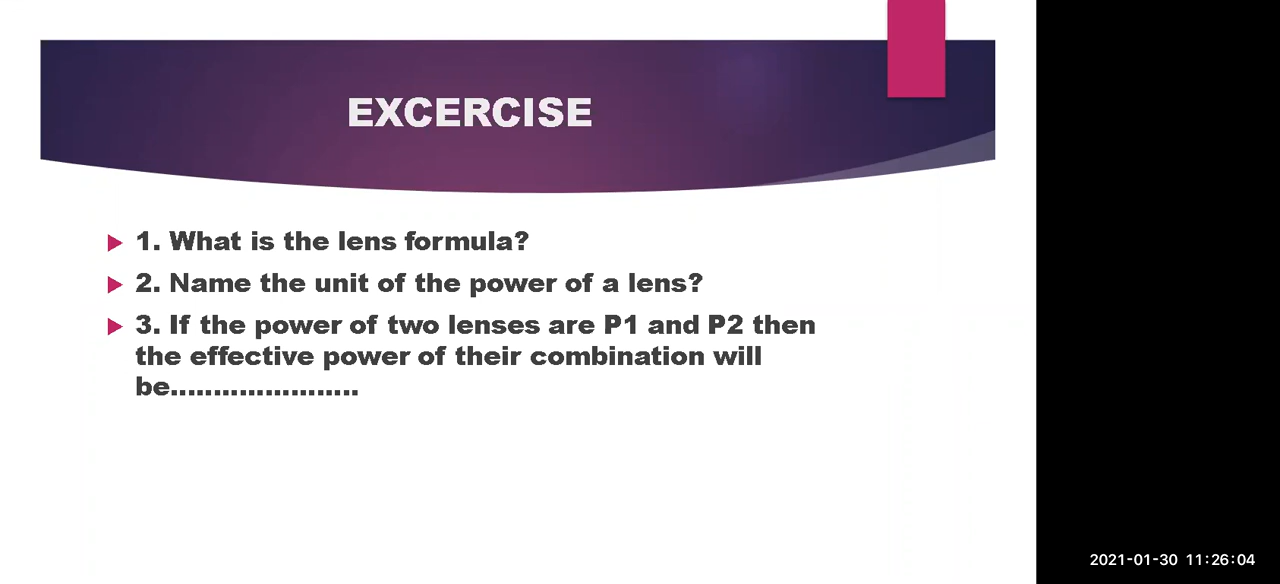 EXCERCISE
1. What is the lens formula?
2. Name the unit of the power of a lens?
3. If the power of two lenses are P1 and P2 then
the effective power of their combination will
be......................
2021-01-30 11:26:04